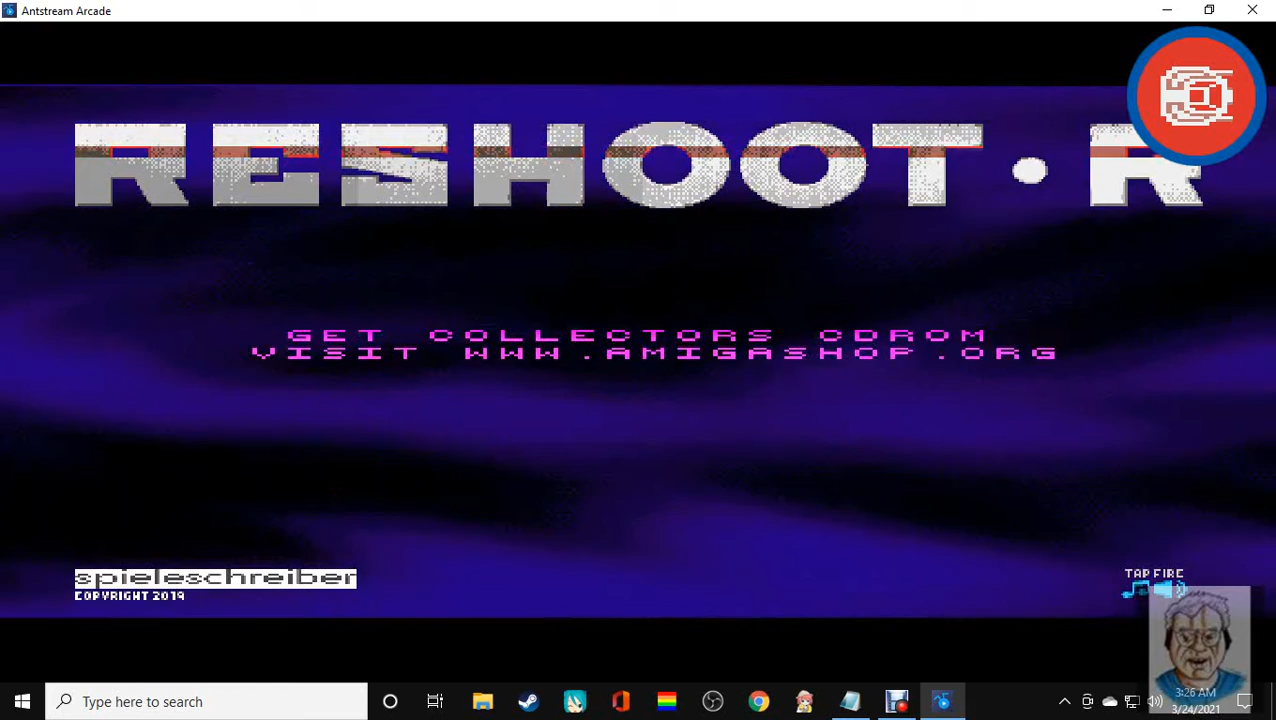 Antstream Arcade
RESHOOT·R
GET COLLECTORS CDROM
VISIT WWW.AMIGASHOP.ORG
spieleschreiber
COPYRIGHT 2019
TAP FIRE
Type here to search
3:26 AM
3/24/2021